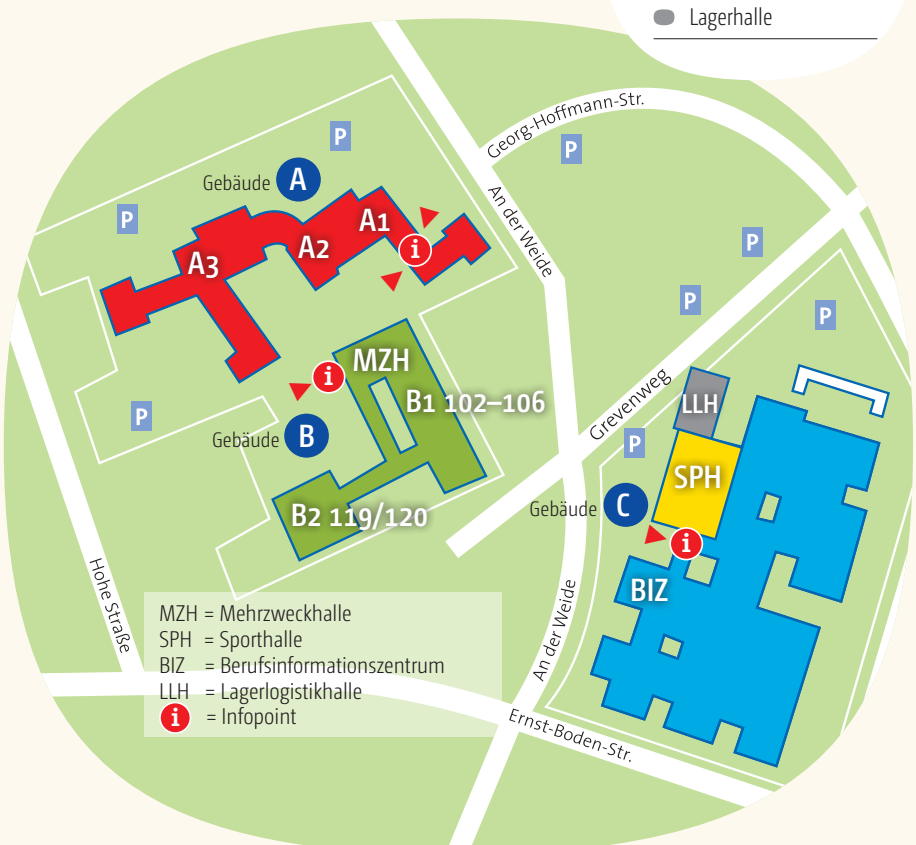 Lagerhalle
Georg-Hoffmann-Str.
P
P
Gebäude A
An der Weide
P
A1
A2
A3
i
P
P
P
MZH
i
B1 102–106
Grevenweg
LLH
P
Gebäude B
P
SPH
Gebäude C
B2 119/120
i
Hohe Straße
BIZ
An der Weide
MZH = Mehrzweckhalle
SPH = Sporthalle
BIZ = Berufsinformationszentrum
LLH = Lagerlogistikhalle
i = Infopoint
Ernst-Boden-Str.